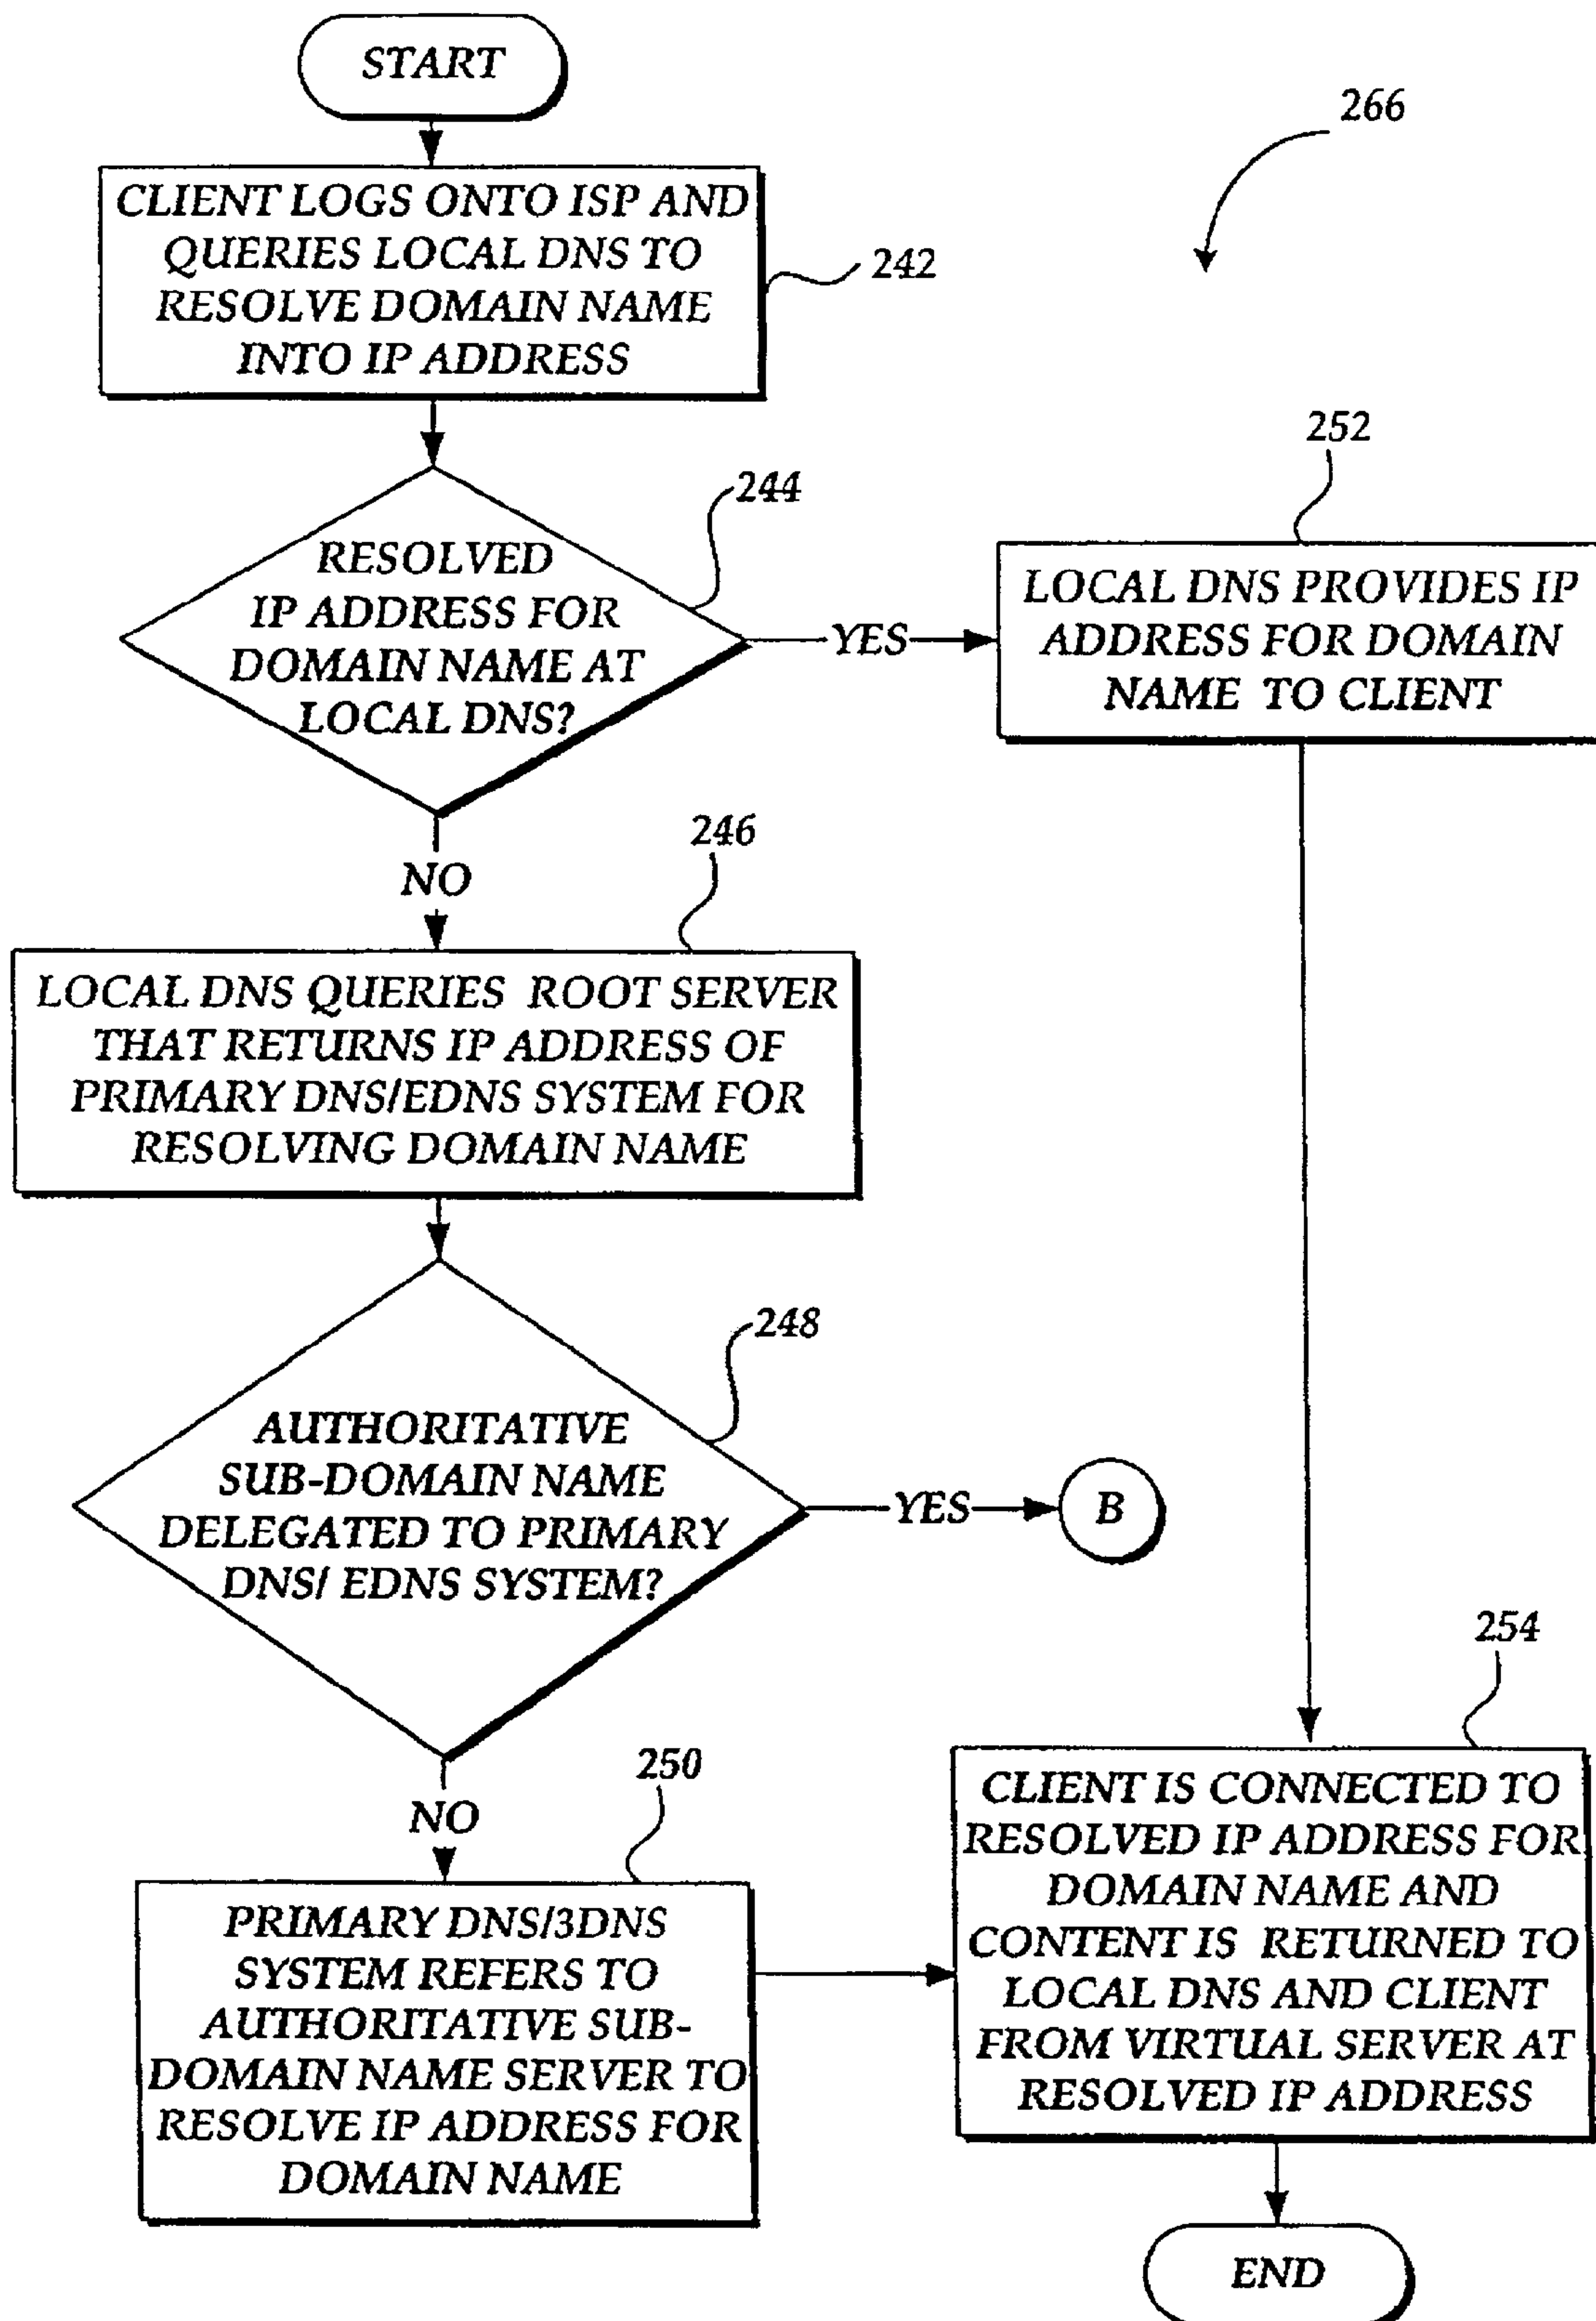 START
266
CLIENT LOGS ONTO ISP AND
QUERIES LOCAL DNS TO
RESOLVE DOMAIN NAME
INTO IP ADDRESS
242
244
RESOLVED
IP ADDRESS FOR
DOMAIN NAME AT
LOCAL DNS?
YES
252
LOCAL DNS PROVIDES IP
ADDRESS FOR DOMAIN
NAME TO CLIENT
NO
246
LOCAL DNS QUERIES ROOT SERVER
THAT RETURNS IP ADDRESS OF
PRIMARY DNS/EDNS SYSTEM FOR
RESOLVING DOMAIN NAME
248
AUTHORITATIVE
SUB-DOMAIN NAME
DELEGATED TO PRIMARY
DNS/ EDNS SYSTEM?
YES
B
NO
250
PRIMARY DNS/3DNS
SYSTEM REFERS TO
AUTHORITATIVE SUB-
DOMAIN NAME SERVER TO
RESOLVE IP ADDRESS FOR
DOMAIN NAME
254
CLIENT IS CONNECTED TO
RESOLVED IP ADDRESS FOR
DOMAIN NAME AND
CONTENT IS RETURNED TO
LOCAL DNS AND CLIENT
FROM VIRTUAL SERVER AT
RESOLVED IP ADDRESS
END